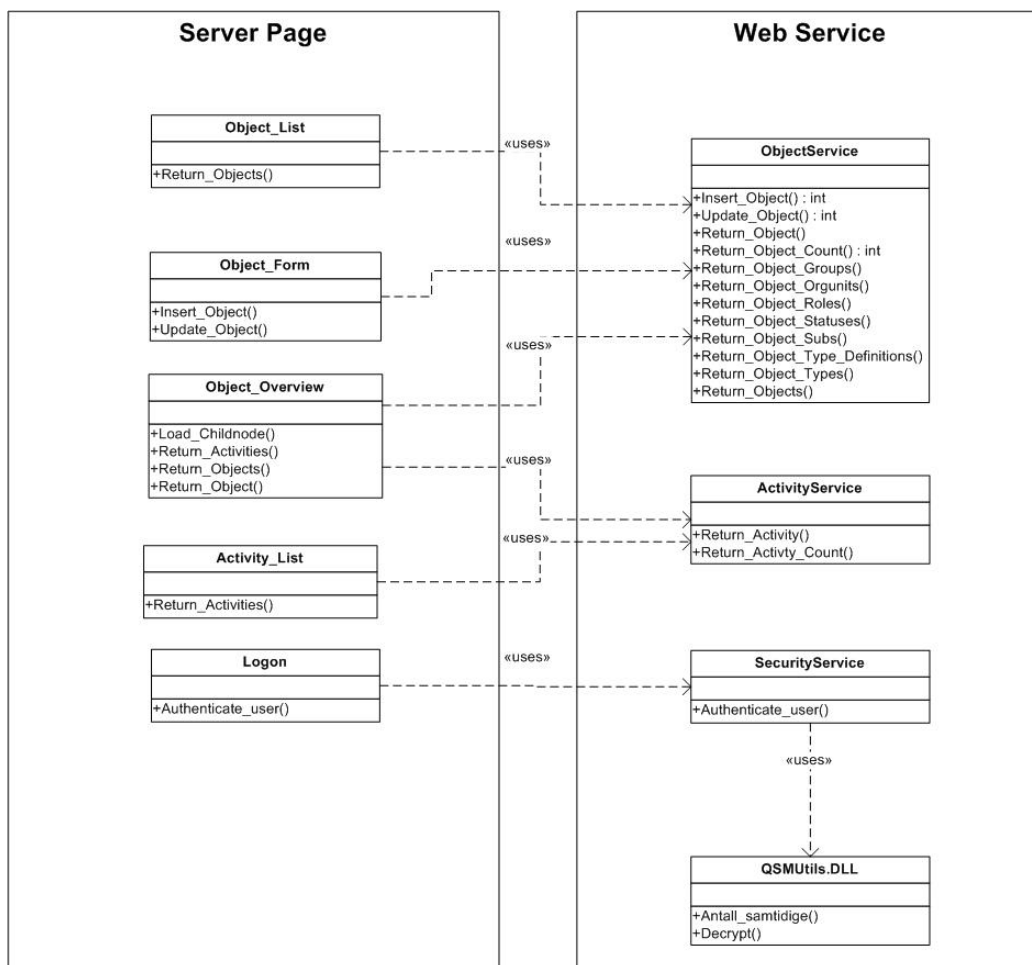 Server Page
Object_List
+Return_Objects()
Object_Form
+Insert_Object()
+Update_Object()
Object_Overview
+Load_Childnode()
+Return_Activities()
+Return_Objects()
+Return_Object()
Activity_List
+Return_Activities()
Logon
+Authenticate_user()
«uses»
«uses»
«uses»
«uses»
«uses»
«uses»
Web Service
ObjectService
+Insert_Object() : int
+Update_Object() : int
+Return_Object()
+Return_Object_Count() : int
+Return_Object_Groups()
+Return_Object_Orgunits()
+Return_Object_Roles()
+Return_Object_Statuses()
+Return_Object_Subs()
+Return_Object_Type_Definitions()
+Return_Object_Types()
+Return_Objects()
ActivityService
+Return_Activity()
+Return_Activty_Count()
SecurityService
+Authenticate_user()
«uses»
QSMUtils.DLL
+Antall_samtidige()
+Decrypt()